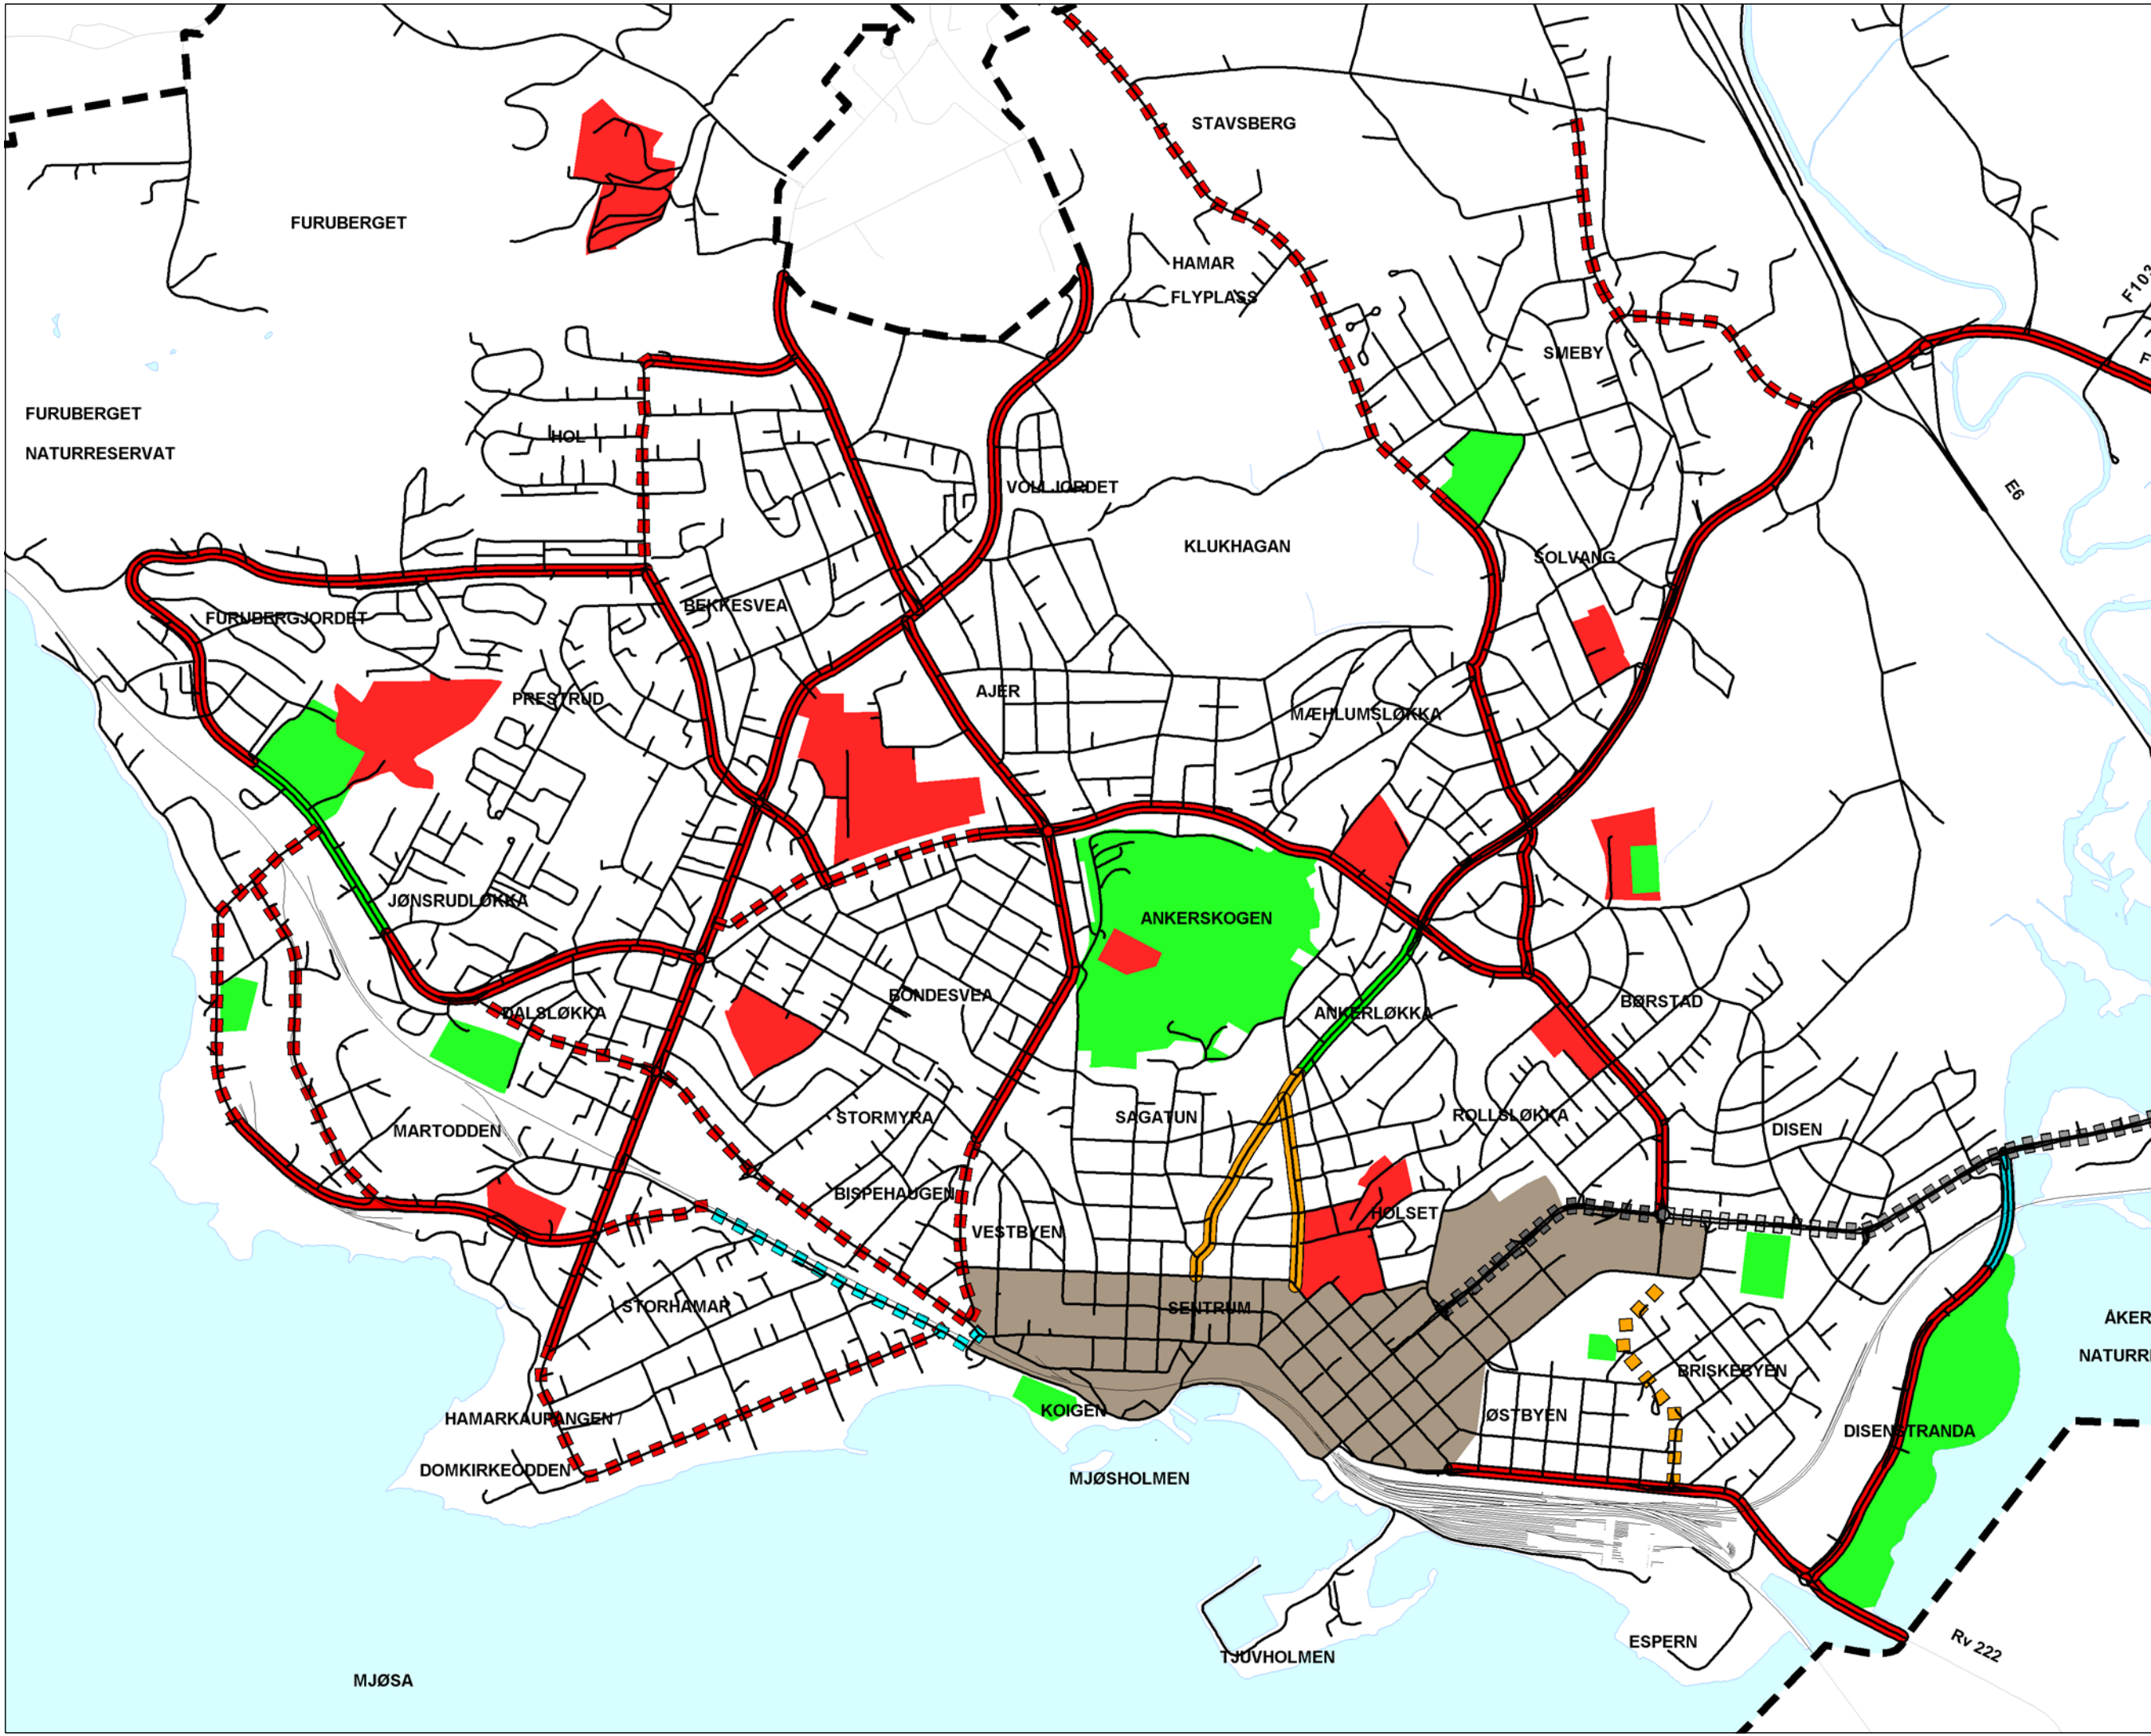 STAVSBERG
FURUBERGET
HAMAR
FLYPLASS
F103
F
SMEBY
FURUBERGET
NATURRESERVAT
HOL
VOLLJORDET
E6
KLUKHAGAN
SOLVANG
BEKKESVEA
FURUBERGJORDET
PRESTRUD
AJER
MÆHLUMSLØKKA
JØNSRUDLØKKA
ANKERSKOGEN
BONDESVEA
BØRSTAD
DALSLØKKA
ANKERLØKKA
STORMYRA
SAGATUN
ROLLSLØKKA
MARTODDEN
DISEN
BISPEHAUGEN
HOLSET
VESTBYEN
STORHAMAR
SENTRUM
ÅKER
NATURR
BRISKEBYEN
KOIGEN
ØSTBYEN
HAMARKAUPANGEN /
DOMKIRKEODDEN
DISENSTRANDA
MJØSHOLMEN
ESPERN
Rv 222
TJUVHOLMEN
MJØSA